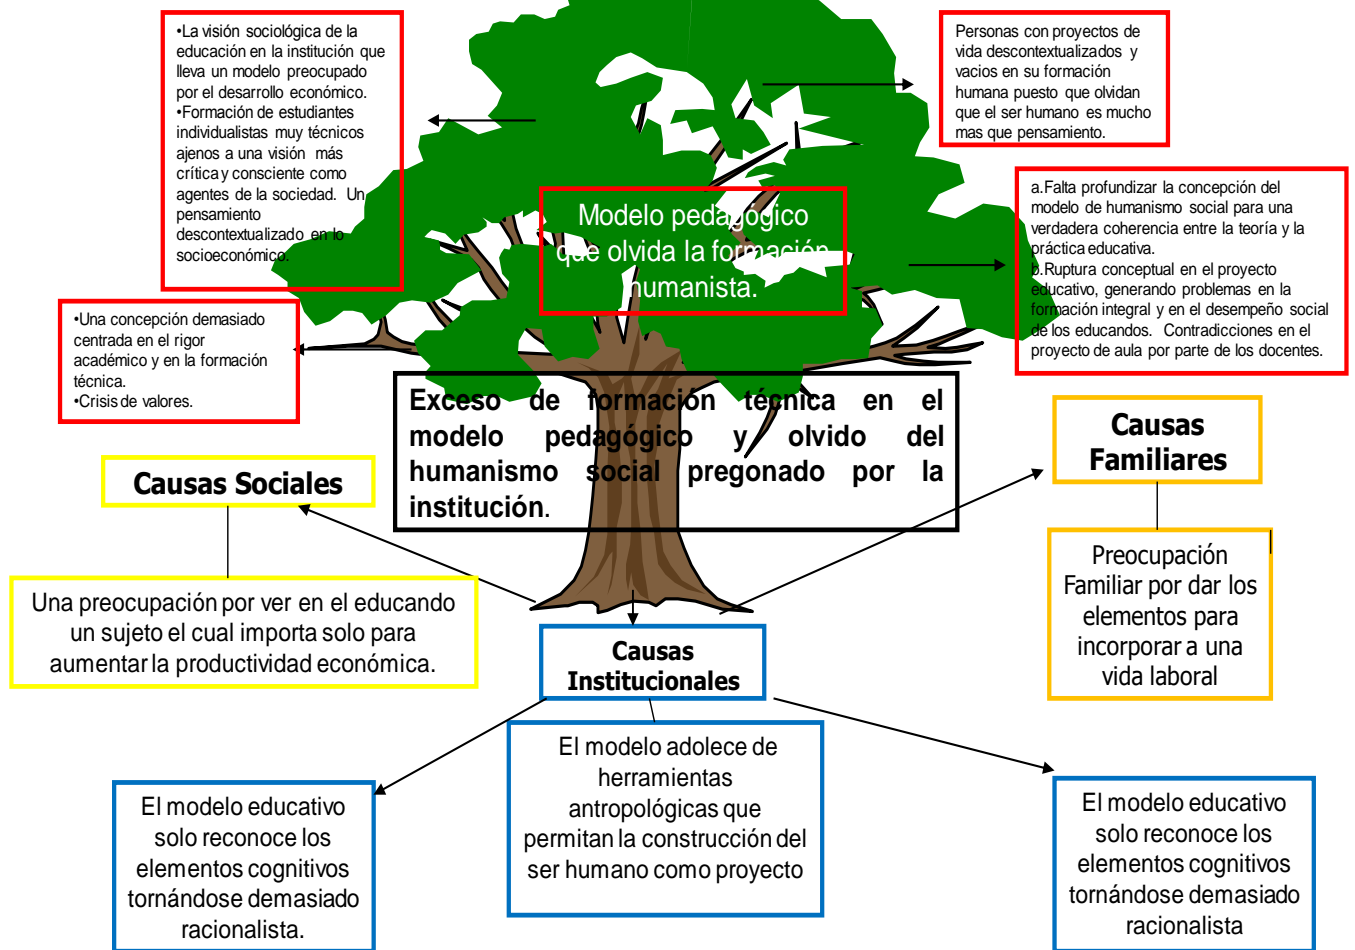 •La visión sociológica de la
educación en la institución que
lleva un modelo preocupado
por el desarrollo económico.
•Formación de estudiantes
individualistas muy técnicos
ajenos a una visión más
crítica y consciente como
agentes de la sociedad. Un
pensamiento
descontextualizado en lo
socioeconómico.
Personas con proyectos de
vida descontextualizados y
vacios en su formación
humana puesto que olvidan
que el ser humano es mucho
mas que pensamiento.
a.Falta profundizar la concepción del
modelo de humanismo social para una
verdadera coherencia entre la teoría y la
práctica educativa.
b.Ruptura conceptual en el proyecto
educativo, generando problemas en la
formación integral y en el desempeño social
de los educandos. Contradicciones en el
proyecto de aula por parte de los docentes.
Modelo pedagógico
que olvida la formación
humanista.
•Una concepción demasiado
centrada en el rigor
académico y en la formación
técnica.
•Crisis de valores.
Exceso de formación técnica en el
modelo pedagógico y olvido del
humanismo social pregonado por la
institución.
Causas Sociales
Causas
Familiares
Una preocupación por ver en el educando
un sujeto el cual importa solo para
aumentar la productividad económica.
Preocupación
Familiar por dar los
elementos para
incorporar a una
vida laboral
Causas
Institucionales
El modelo educativo
solo reconoce los
elementos cognitivos
tornándose demasiado
racionalista.
El modelo adolece de
herramientas
antropológicas que
permitan la construcción del
ser humano como proyecto
El modelo educativo
solo reconoce los
elementos cognitivos
tornándose demasiado
racionalista